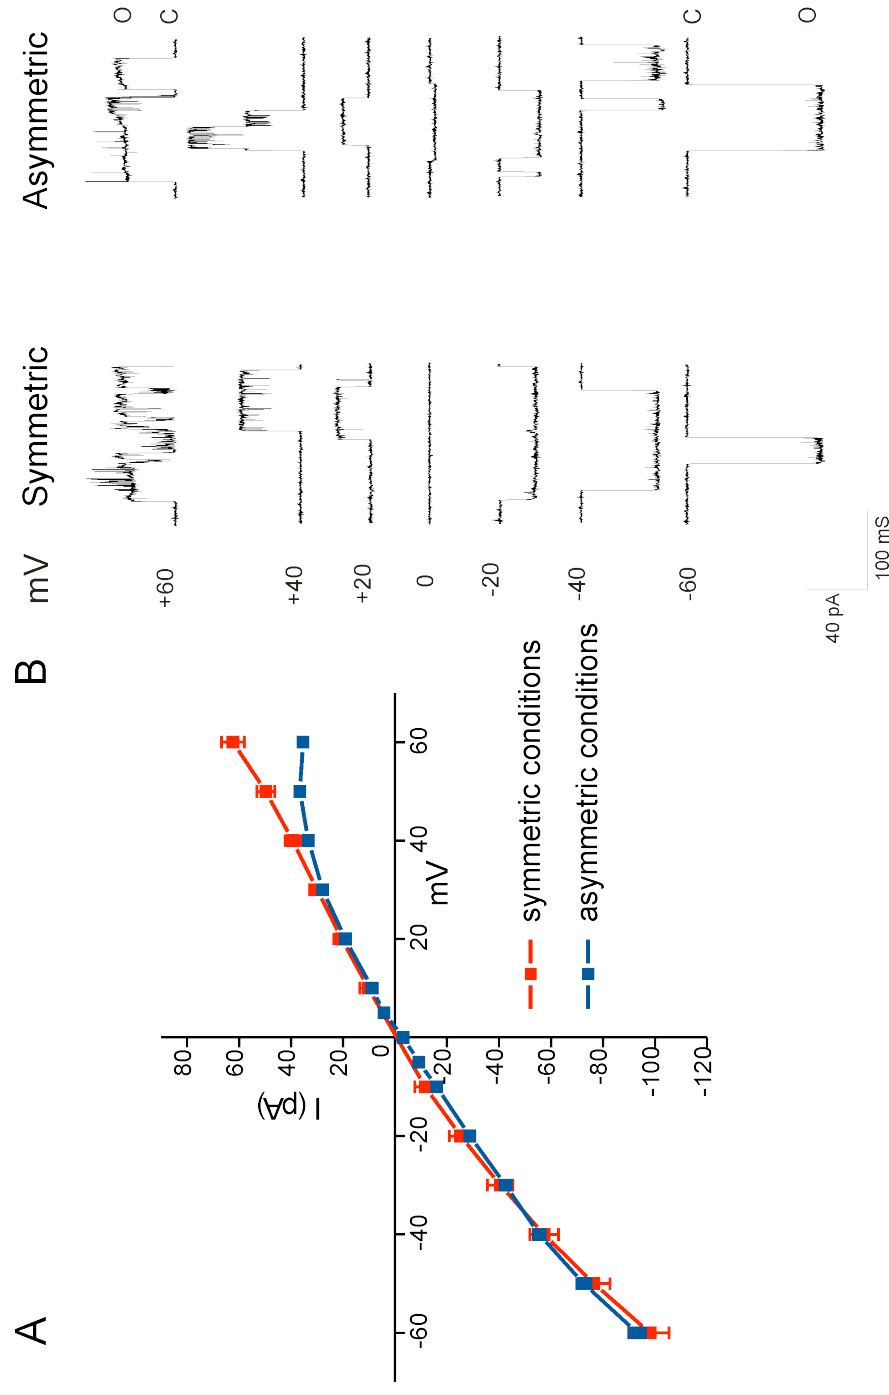 A
I (pA)
80
60
40
20
0
-20
-40
-60
-80
-100
-120
-60
-40
-20
20
40
60
mV
symmetric conditions
asymmetric conditions
B
mV
Symmetric
Asymmetric
+60
O
C
+40
+20
0
-20
-40
-60
C
O
40 pA
100 mS